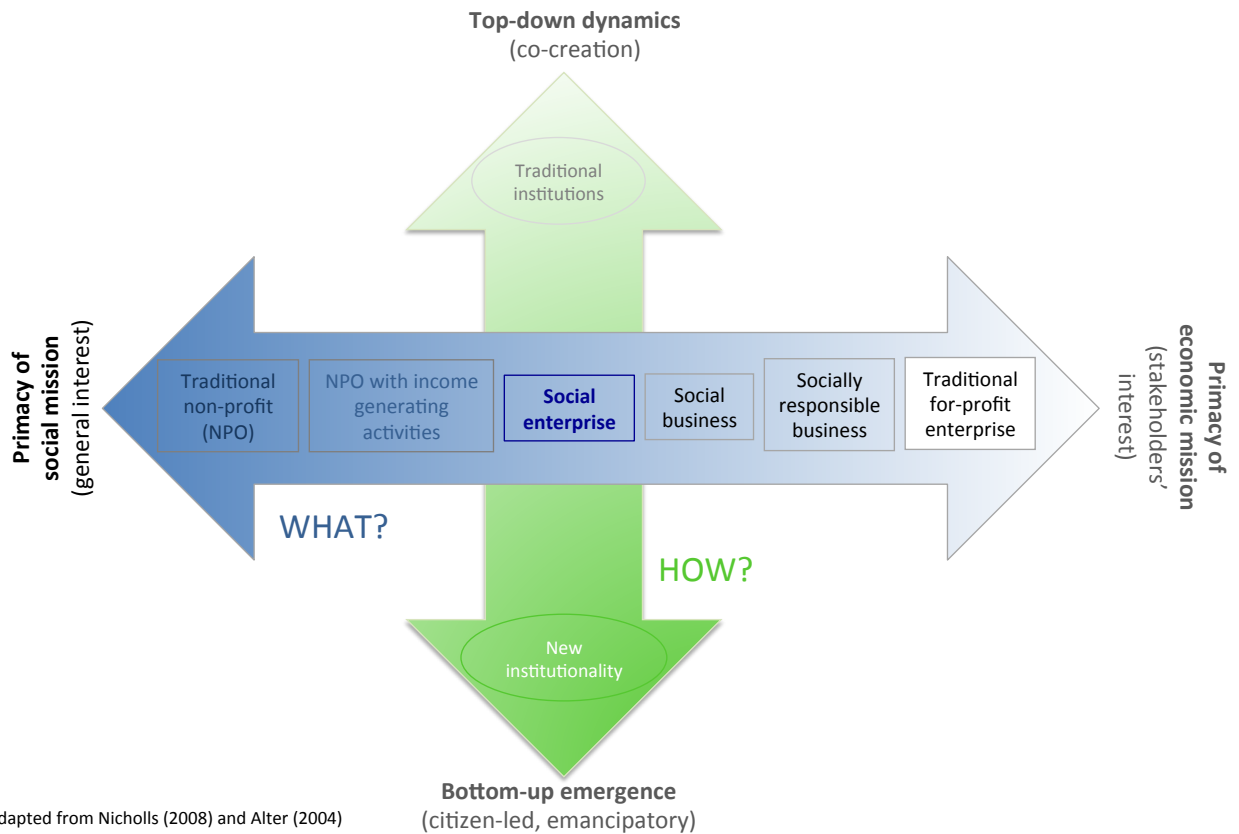 Top-down dynamics
(co-creation)
Traditional
institutions
Primacy of
social mission
(general interest)
Traditional
non-profit
(NPO)
NPO with income
generating
activities
Social
enterprise
Social
business
Socially
responsible
business
Traditional
for-profit
enterprise
Primacy of
economic mission
(stakeholders'
interest)
WHAT?
HOW?
New
institutionality
Bottom-up emergence
(citizen-led, emancipatory)
dapted from Nicholls (2008) and Alter (2004)